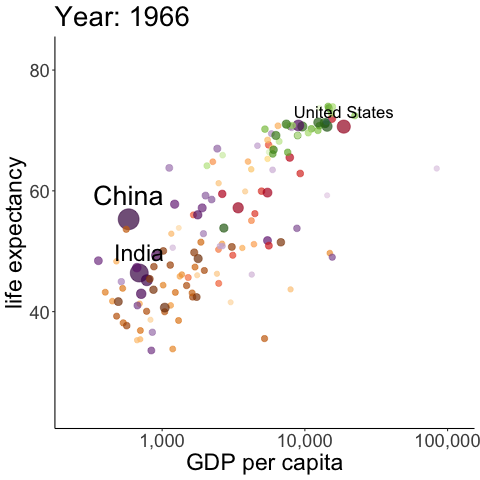 Year: 1966
80
United States
60
China
India
40
life expectancy
1,000
10,000
100,000
GDP per capita